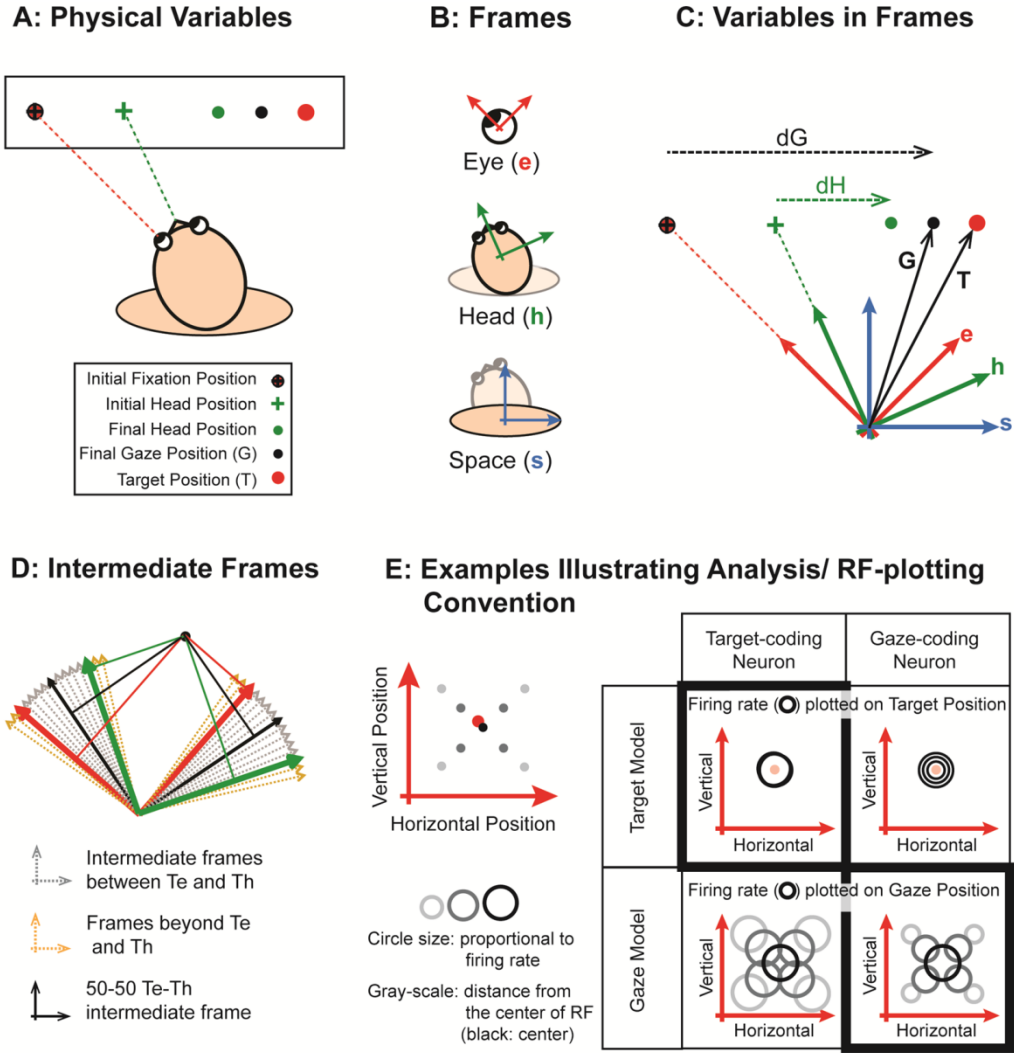 A: Physical Variables
Initial Fixation Position
Initial Head Position
Final Head Position
Final Gaze Position (G)
Target Position (T)
B: Frames
Eye (e)
Head (h)
Space (s)
C: Variables in Frames
dG
dH
G
T
e
h
s
D: Intermediate Frames
Intermediate frames
between Te and Th
Frames beyond Te
and Th
50-50 Te-Th
intermediate frame
E: Examples Illustrating Analysis/ RF-plotting
Convention
Vertical Position
Horizontal Position
Circle size: proportional to
firing rate
Gray-scale: distance from
the center of RF
(black: center)
Target-coding
Neuron
Gaze-coding
Neuron
Target Model
Firing rate (O) plotted on Target Position
Vertical
Horizontal
Vertical
Horizontal
Gaze Model
Firing rate (O) plotted on Gaze Position
Vertical
Horizontal
Vertical
Horizontal